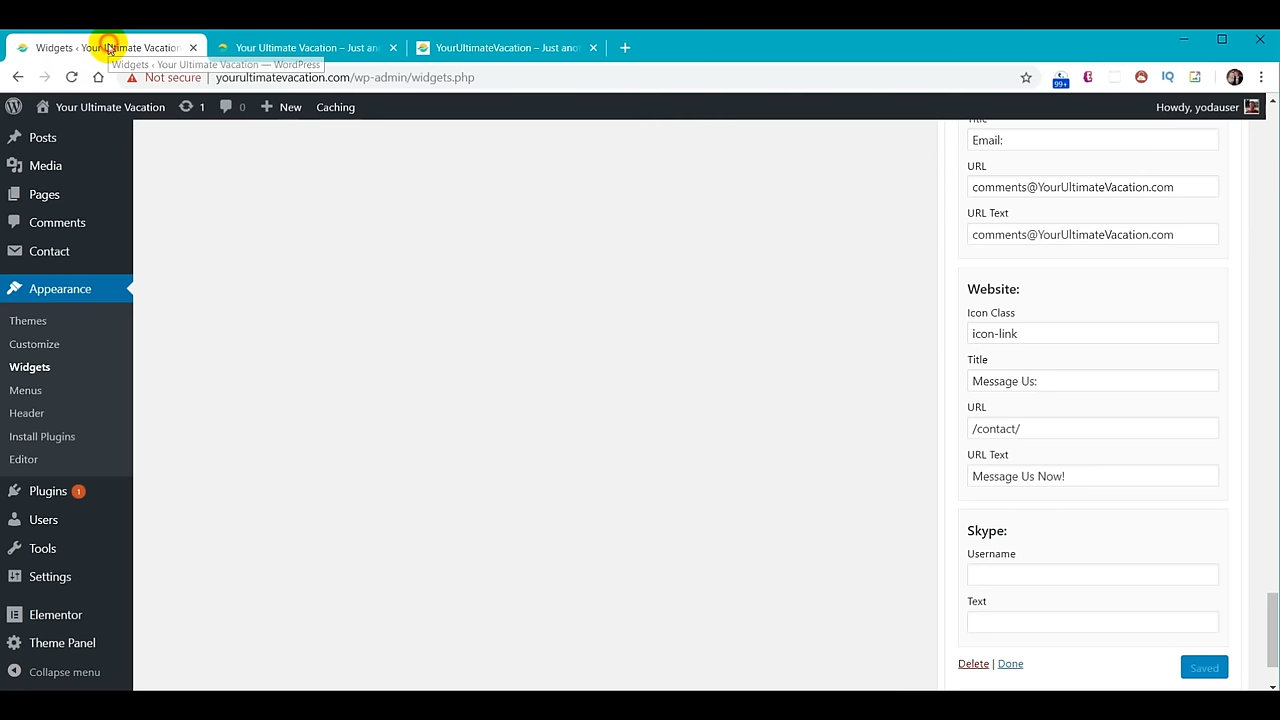 Widgets ‹ Your Ultimate Vacation
Your Ultimate Vacation – Just an
YourUltimateVacation – Just anot
Widgets ‹ Your Ultimate Vacation — WordPress
Not secure | yourultimatevacation.com/wp-admin/widgets.php
99+
IQ
Your Ultimate Vacation 1 0 New Caching Howdy, yodauser
Posts
Media
Pages
Comments
Contact
Appearance
Themes
Customize
Widgets
Menus
Header
Install Plugins
Editor
Plugins 1
Users
Tools
Settings
Elementor
Theme Panel
Collapse menu
Title
Email:
URL
comments@YourUltimateVacation.com
URL Text
comments@YourUltimateVacation.com
Website:
Icon Class
icon-link
Title
Message Us:
URL
/contact/
URL Text
Message Us Now!
Skype:
Username
Text
Delete | Done
Saved